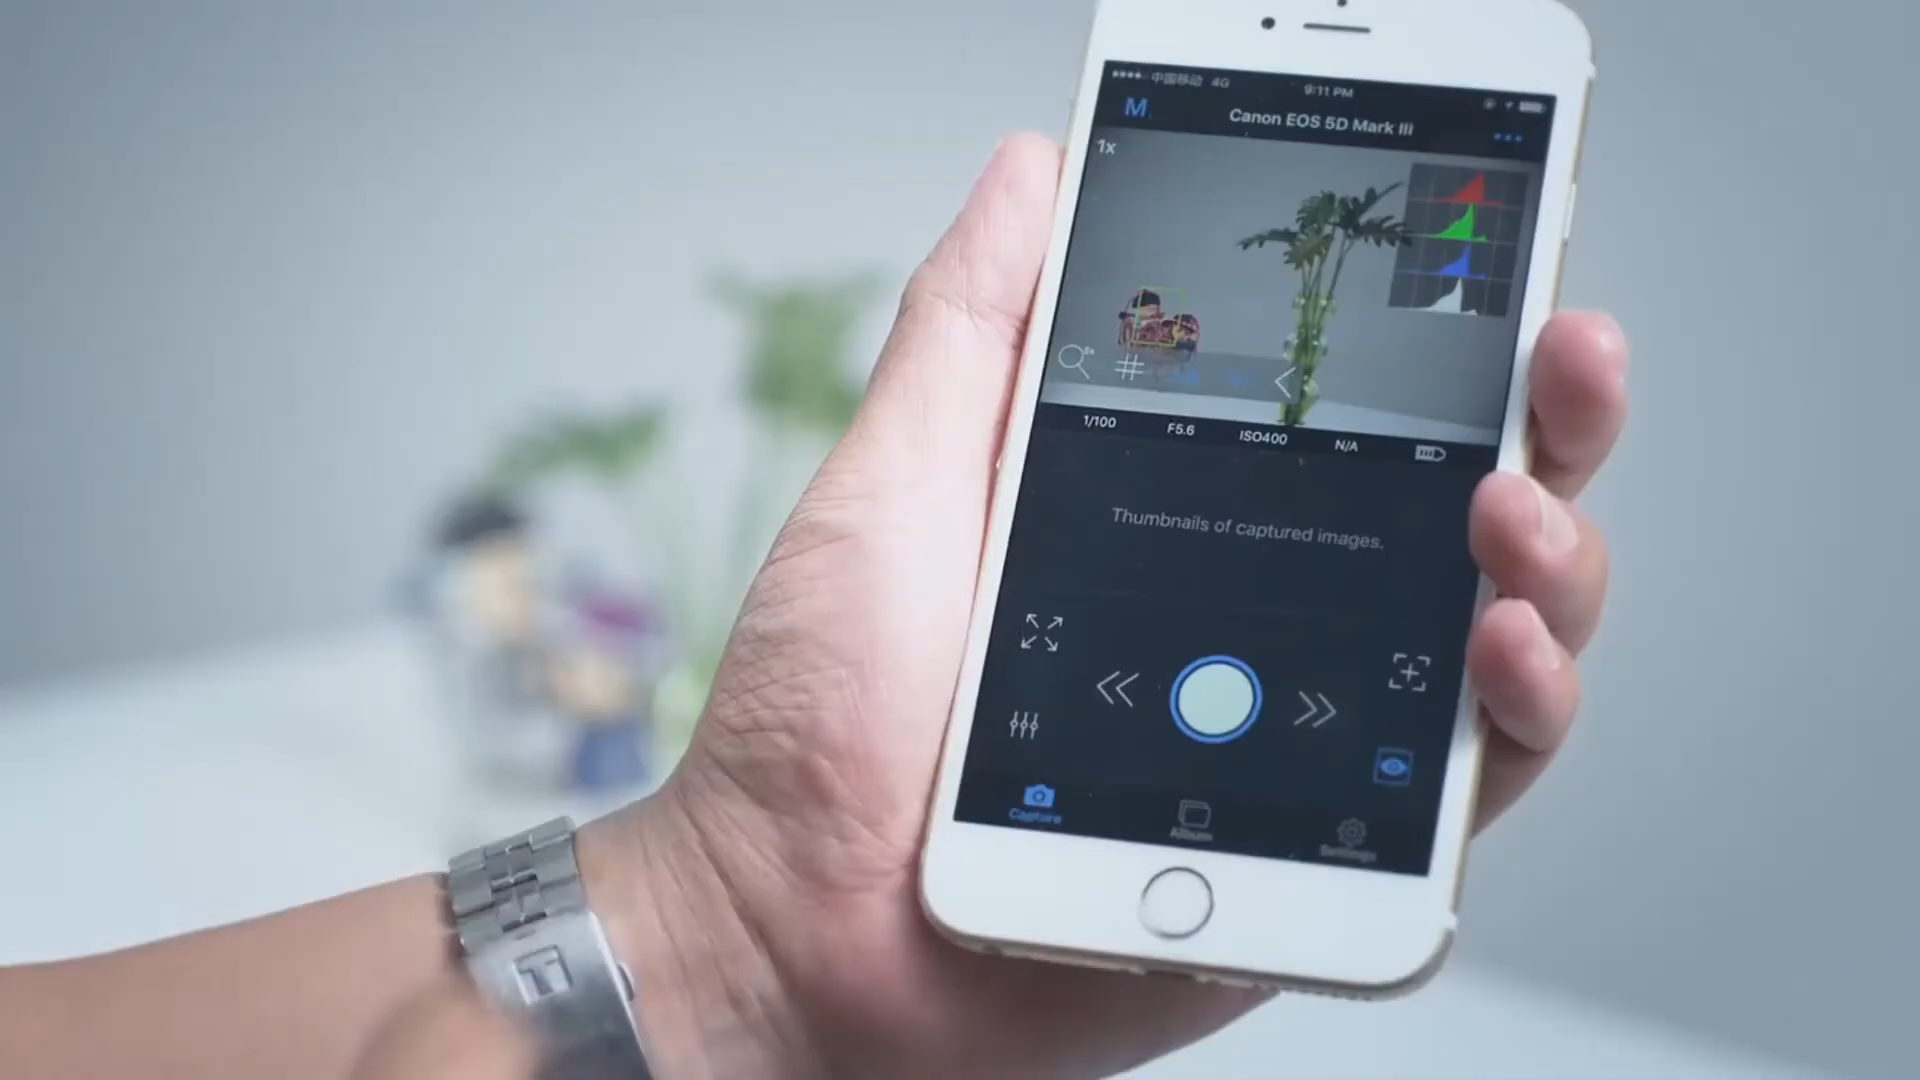 中国移动 4G
9:11 PM
M
Canon EOS 5D Mark III
1x
1/100 F5.6 ISO400 N/A
Thumbnails of captured images.
Capture
Album
Settings